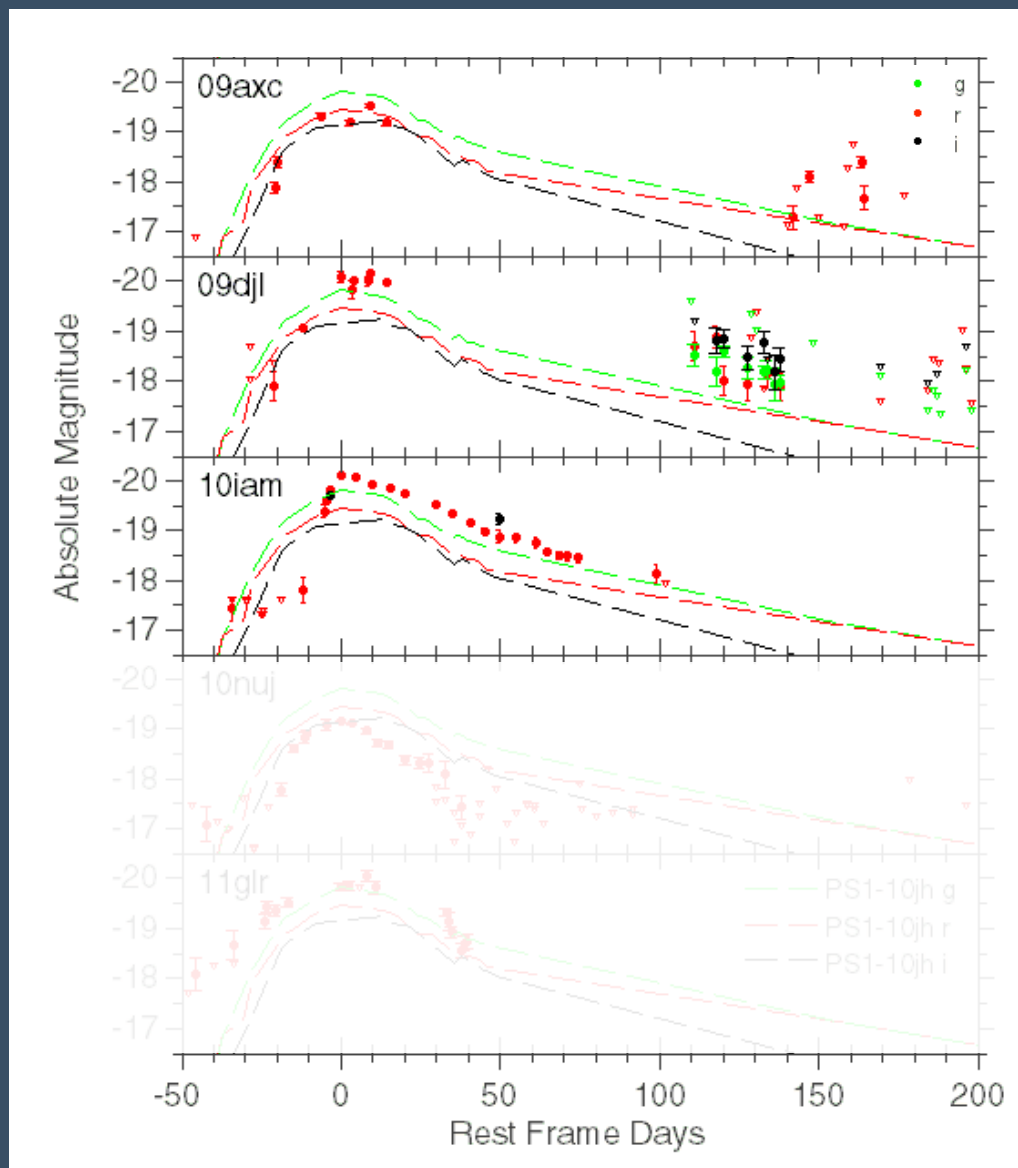 09axc
g
r
i
-20
-19
-18
-17
09djl
-20
-19
-18
-17
10iam
-20
-19
-18
-17
10nuj
-20
-19
-18
-17
11glr
PS1-10jh g
PS1-10jh r
PS1-10jh i
-20
-19
-18
-17
-50
0
50
100
150
200
Rest Frame Days
Absolute Magnitude